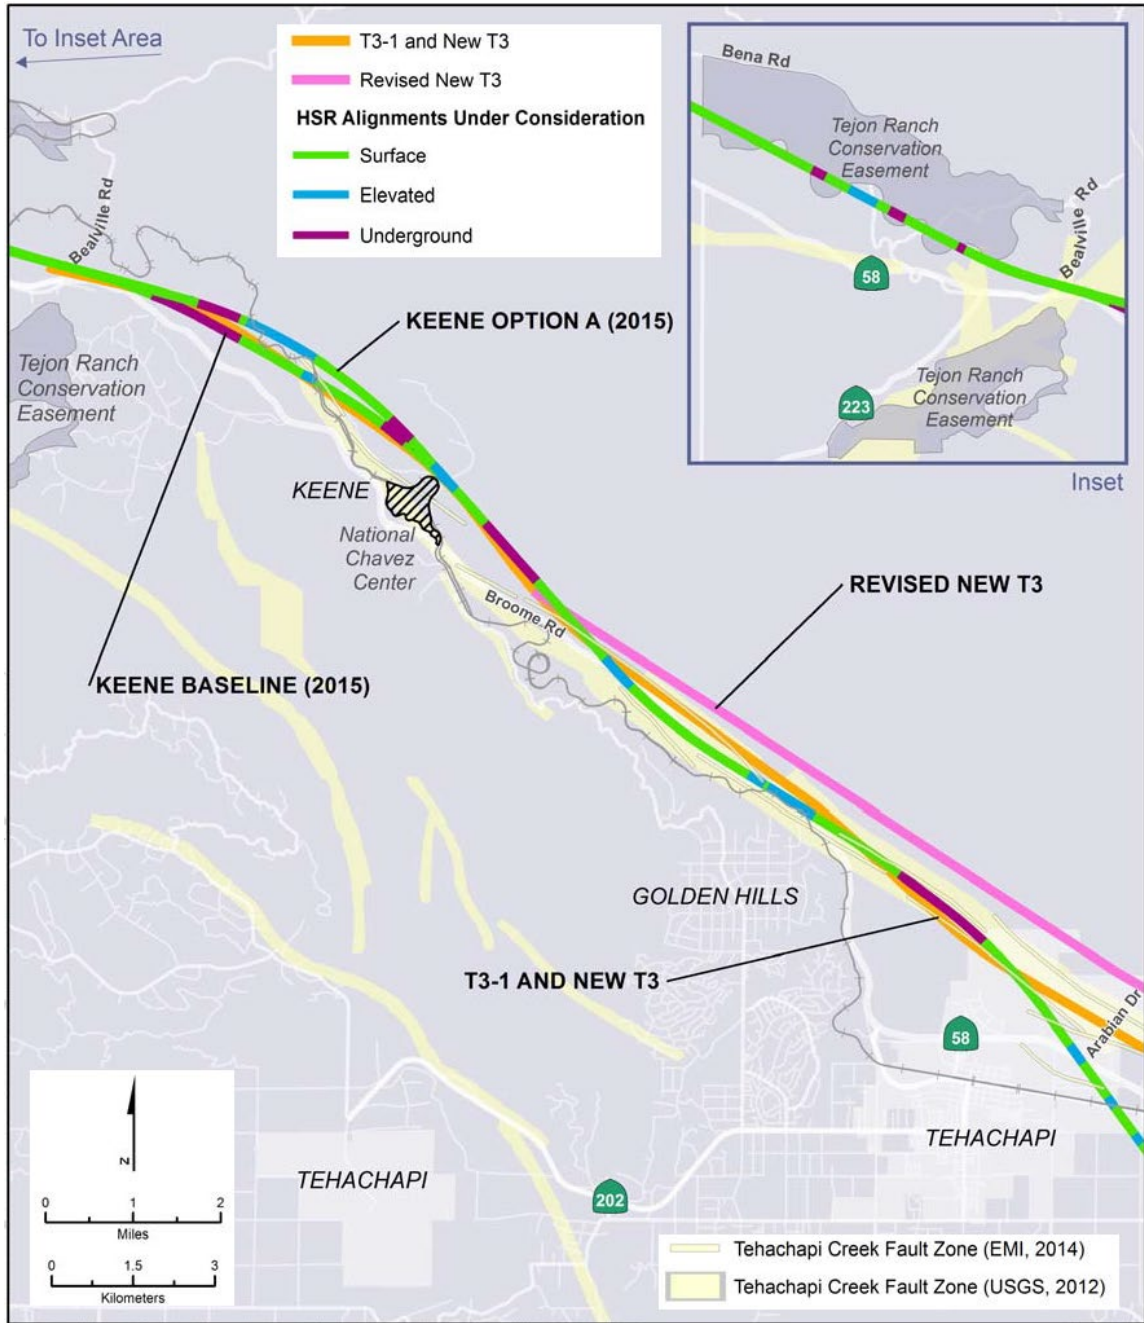 To Inset Area
T3-1 and New T3
Revised New T3
HSR Alignments Under Consideration
Surface
Elevated
Underground
Bena Rd
Tejon Ranch
Conservation
Easement
Bealville Rd
58
223
Tejon Ranch
Conservation
Easement
Inset
Bealville Rd
Tejon Ranch
Conservation
Easement
KEENE OPTION A (2015)
KEENE
National
Chavez
Center
Broome Rd
REVISED NEW T3
KEENE BASELINE (2015)
GOLDEN HILLS
T3-1 AND NEW T3
Arabian Dr
58
TEHACHAPI
TEHACHAPI
202
N
0 1 2
Miles
0 1.5 3
Kilometers
Tehachapi Creek Fault Zone (EMI, 2014)
Tehachapi Creek Fault Zone (USGS, 2012)